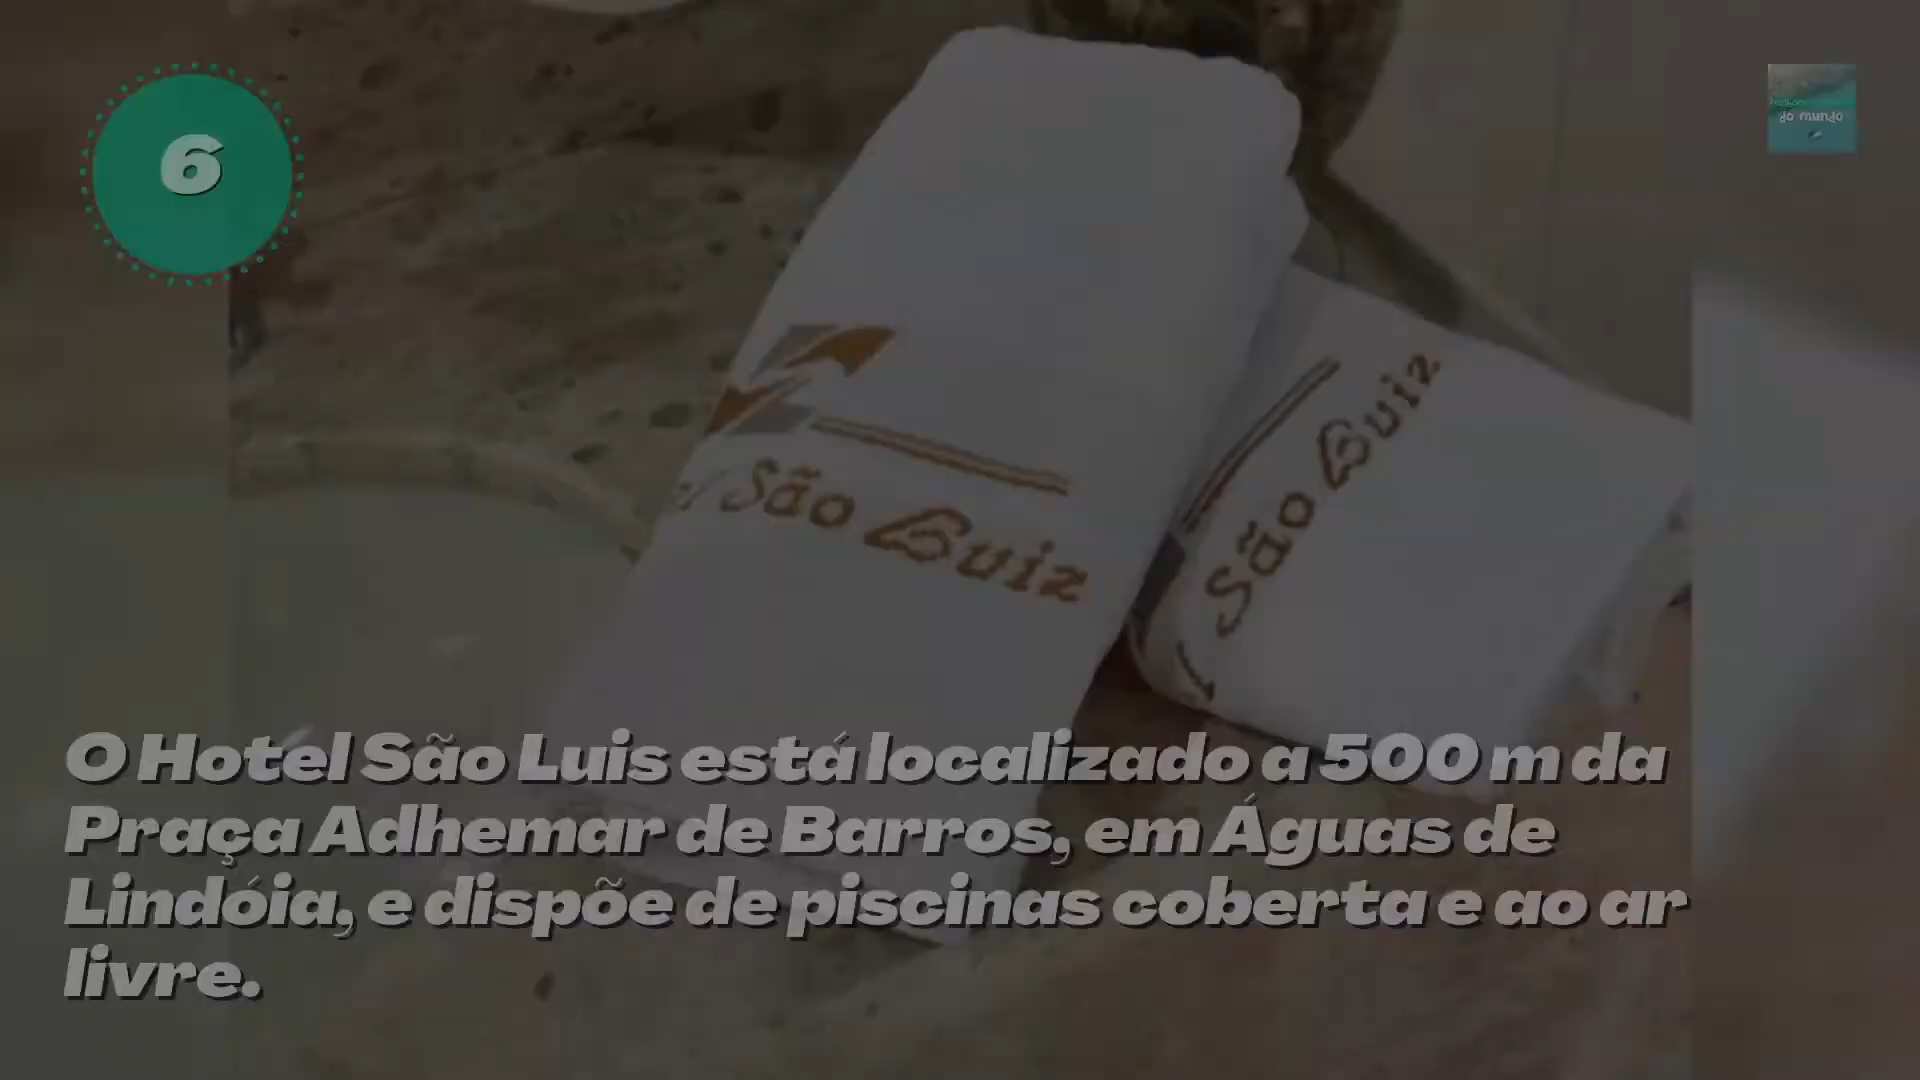 6
do mundo
São Luiz
São Luiz
O Hotel São Luis está localizado a 500 m da
Praça Adhemar de Barros, em Águas de
Lindóia, e dispõe de piscinas coberta e ao ar
livre.